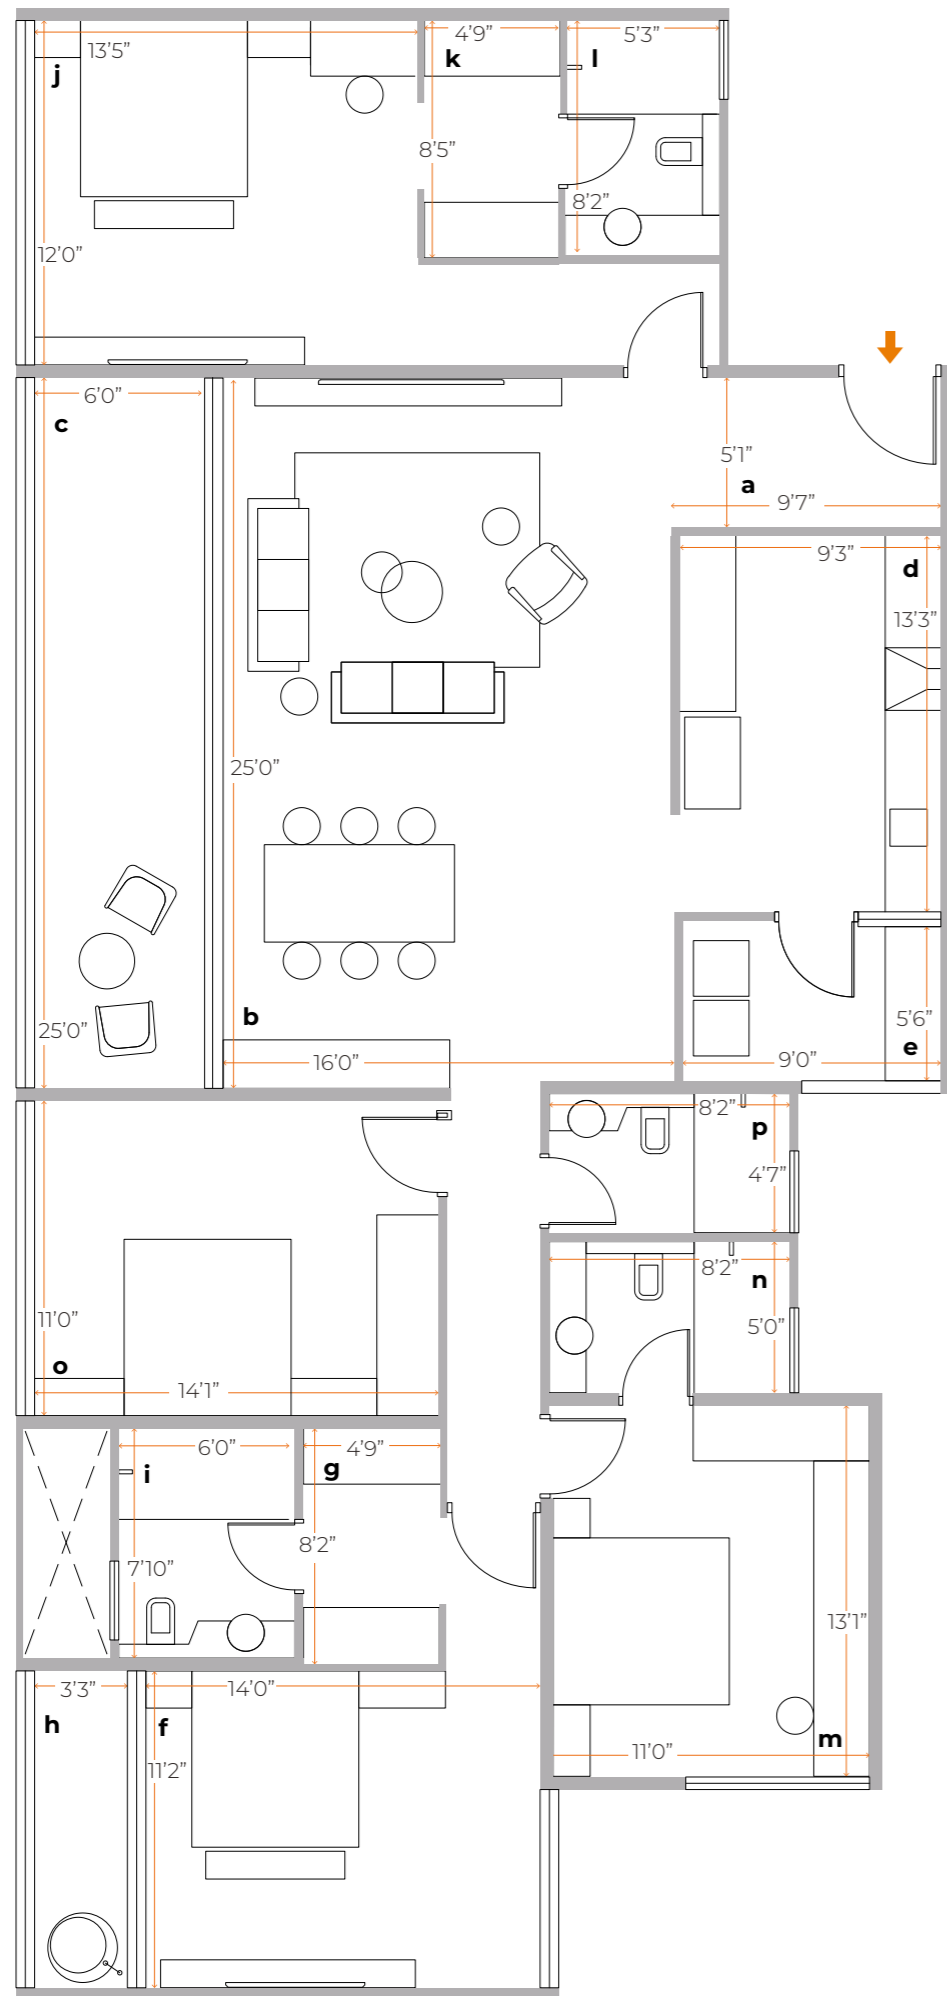 4’9”
5’3”
13’5”
k
l
j
8’5”
8’2”
12’0”
6’0”
c
5’1”
a
9’7”
9’3”
d
13’3”
25’0”
b
25’0”
5’6”
e
16’0”
9’0”
8’2”
p
4’7”
8’2”
n
5’0”
11’0”
o
14’1”
6’0”
4’9”
i
g
8’2”
7’10”
13’1”
3’3”
14’0”
h
f
m
11’0”
11’2”